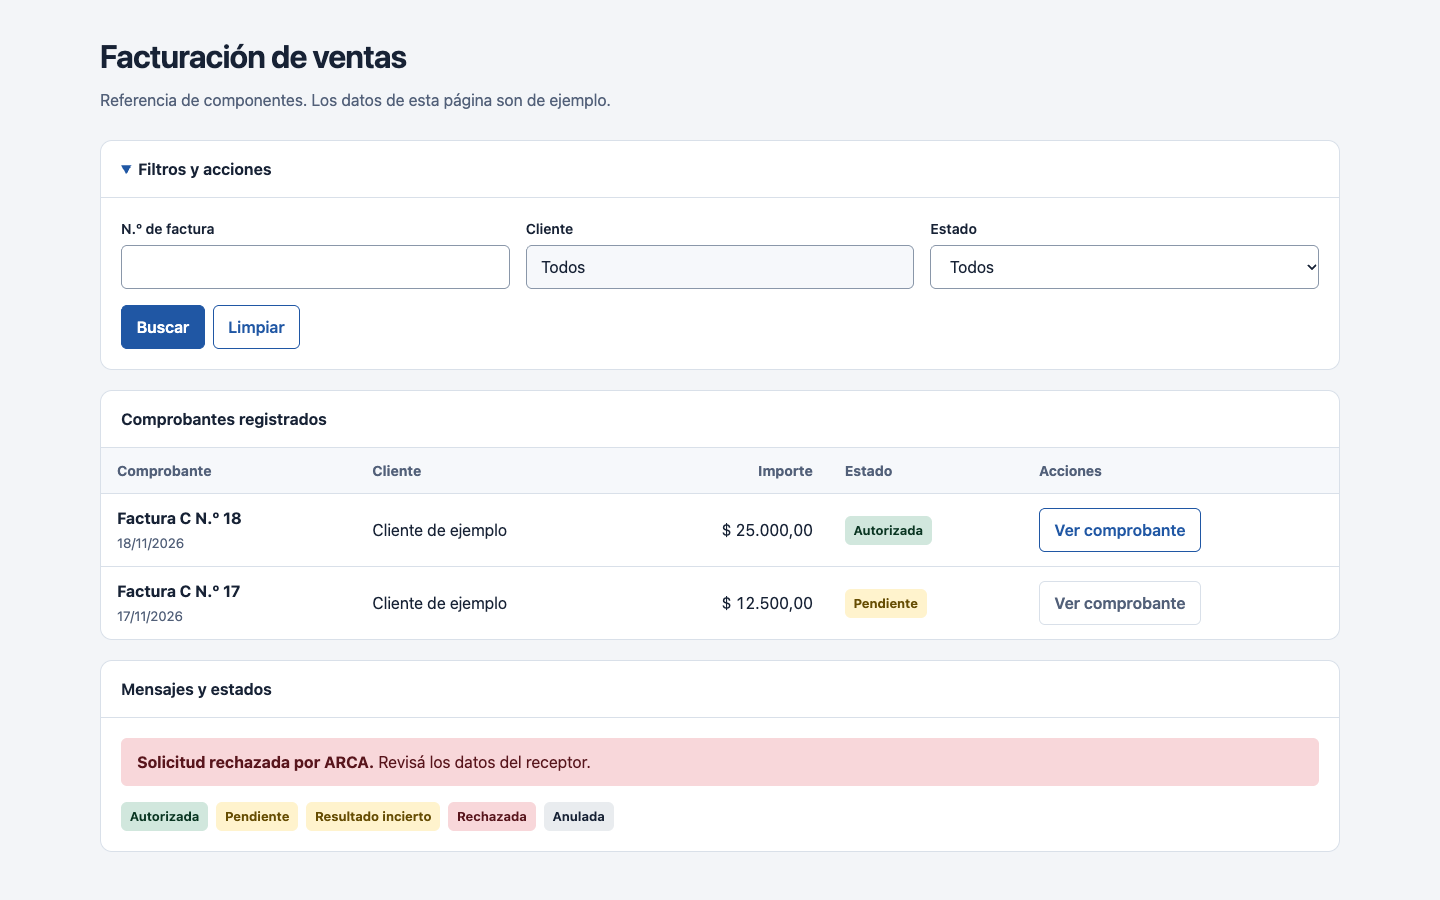 Facturación de ventas
Referencia de componentes. Los datos de esta página son de ejemplo.
▼ Filtros y acciones
N.º de factura Cliente Estado
Todos Todos
Buscar Limpiar
Comprobantes registrados
Comprobante Cliente Importe Estado Acciones
Factura C N.º 18
18/11/2026
Cliente de ejemplo $ 25.000,00 Autorizada Ver comprobante
Factura C N.º 17
17/11/2026
Cliente de ejemplo $ 12.500,00 Pendiente Ver comprobante
Mensajes y estados
Solicitud rechazada por ARCA. Revisá los datos del receptor.
Autorizada Pendiente Resultado incierto Rechazada Anulada